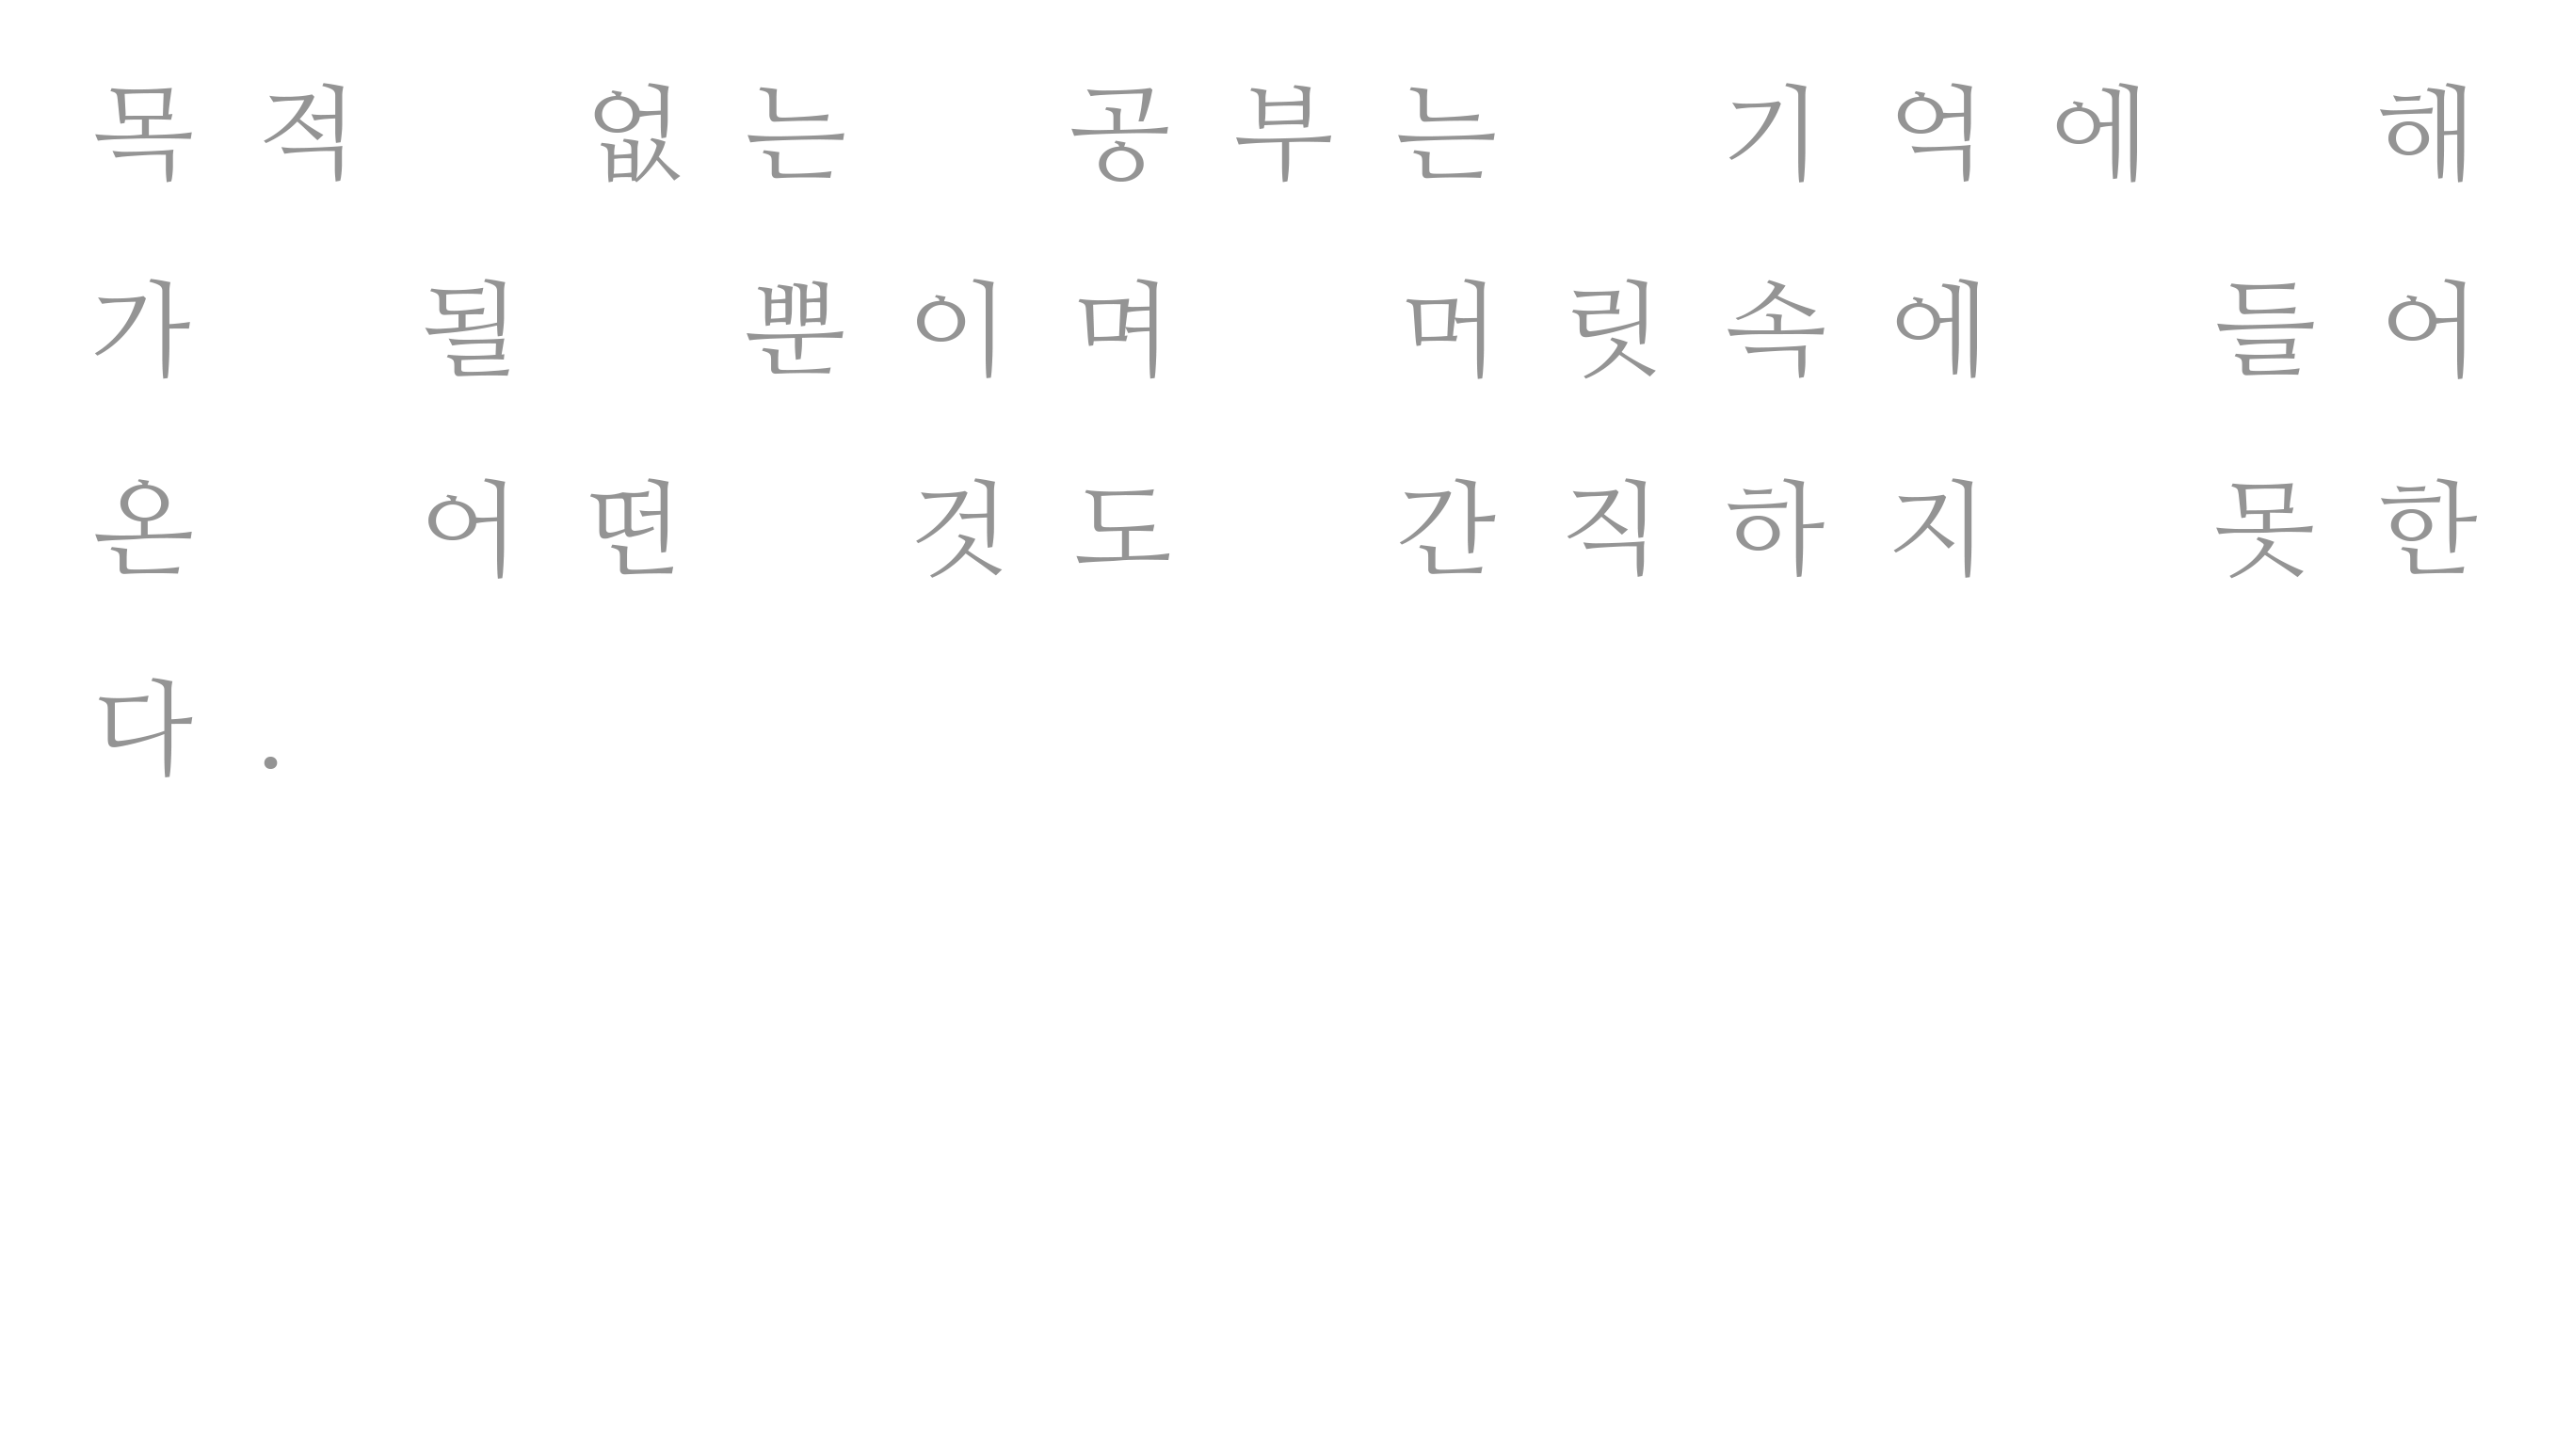 목적 없는 공부는 기억에 해
가 될 뿐이며 머릿속에 들어
온 어떤 것도 간직하지 못한
다.